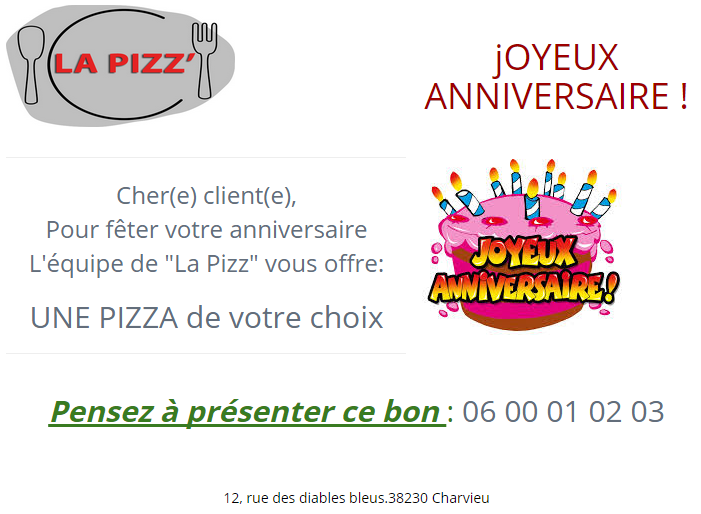 LA PIZZ'
jOYEUX
ANNIVERSAIRE !
Cher(e) client(e),
Pour fêter votre anniversaire
L'équipe de "La Pizz" vous offre:
UNE PIZZA de votre choix
JOYEUX
ANNIVERSAIRE !
Pensez à présenter ce bon : 06 00 01 02 03
12, rue des diables bleus.38230 Charvieu